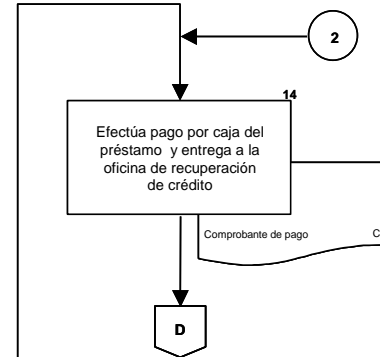 2
14
Efectúa pago por caja del
préstamo y entrega a la
oficina de recuperación
de crédito
Comprobante de pago
C
D